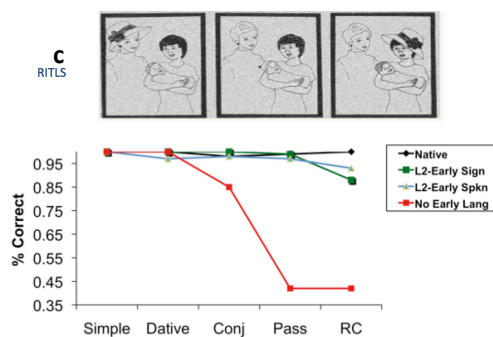 c
RITLS
% Correct
0.95
0.85
0.75
0.65
0.55
0.45
0.35
Simple Dative Conj Pass RC
Native
L2-Early Sign
L2-Early Spkn
No Early Lang